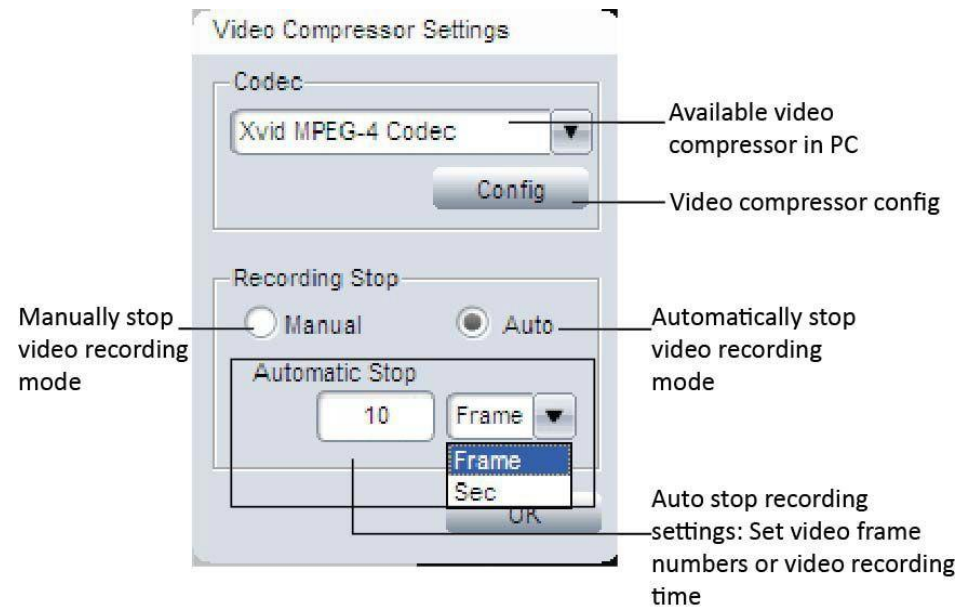 Video Compressor Settings
Codec
Xvid MPEG-4 Codec
Available video
compressor in PC
Config
Video compressor config
Recording Stop
Manually stop
video recording
mode
Manual
Auto
Automatically stop
video recording
mode
Automatic Stop
10
Frame
Frame
Sec
OK
Auto stop recording
settings: Set video frame
numbers or video recording
time